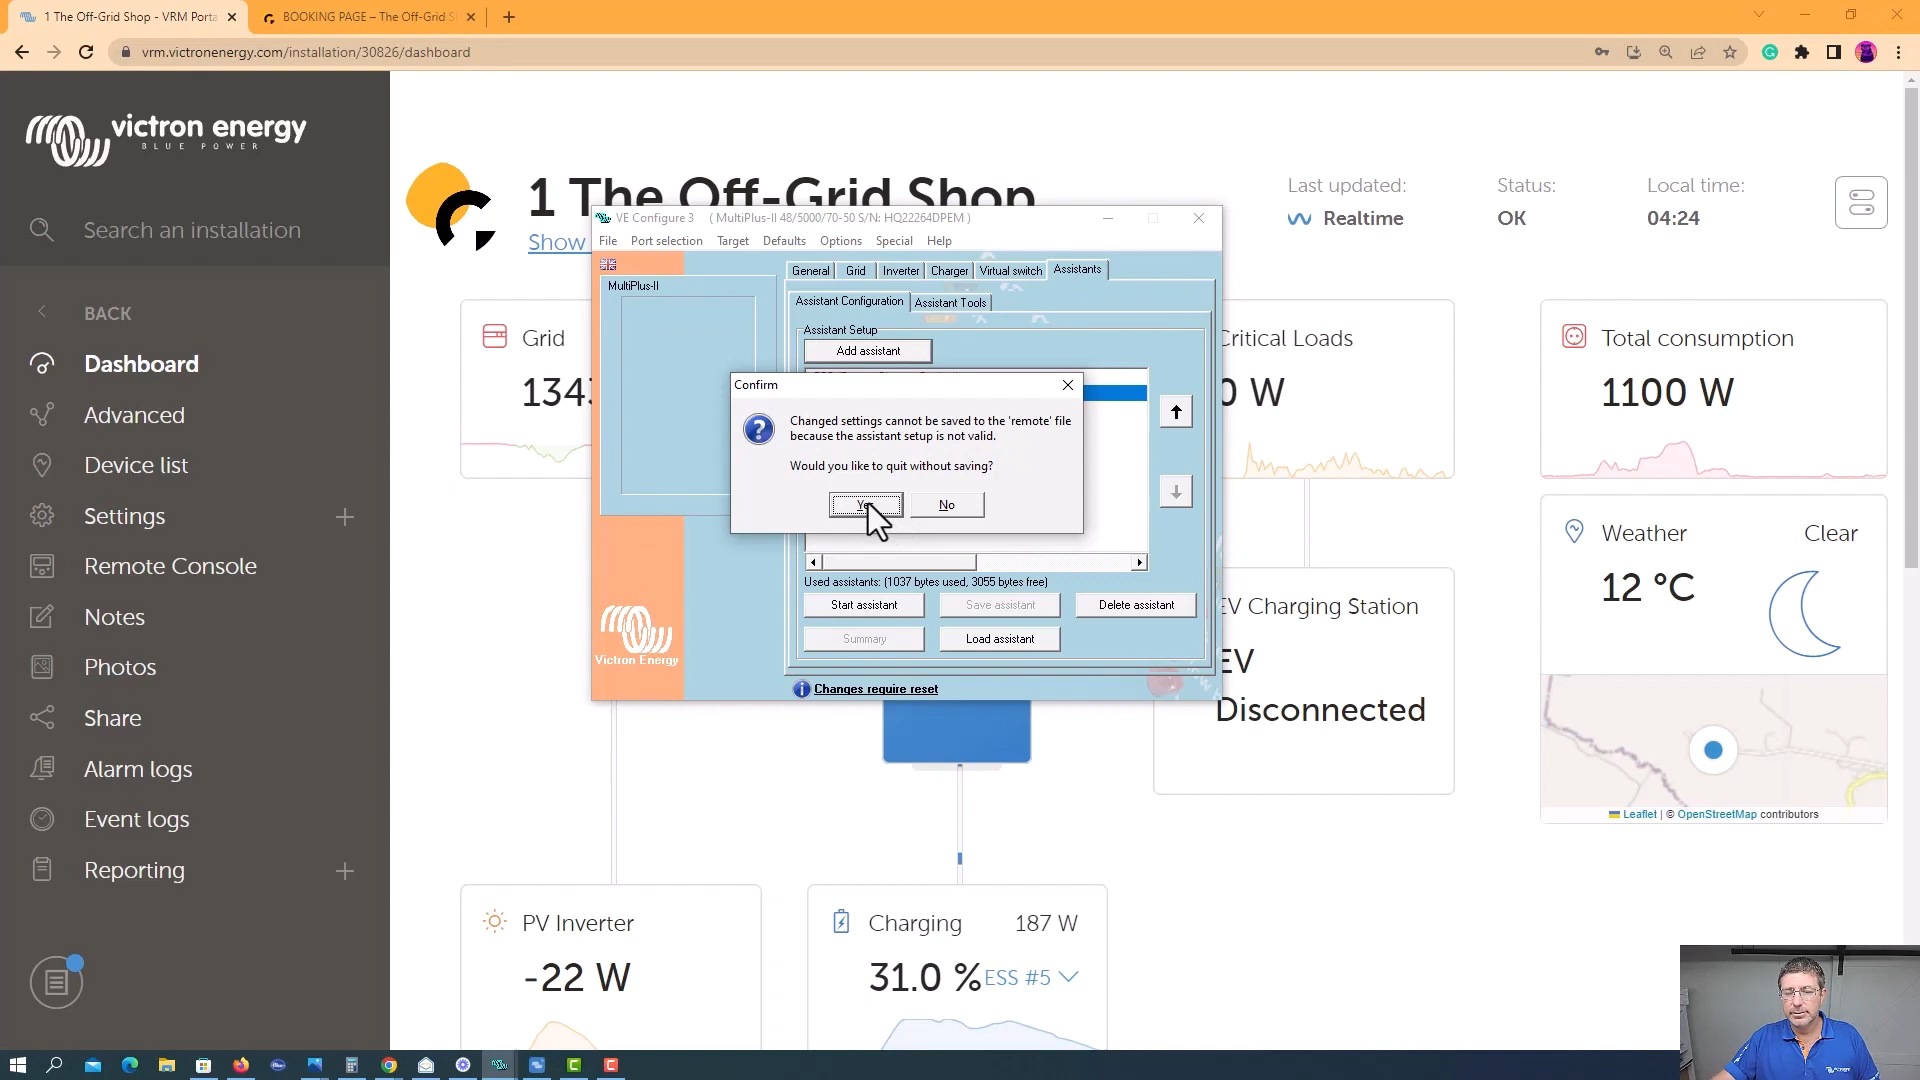 1 The Off-Grid Shop - VRM Porta
BOOKING PAGE – The Off-Grid S
vrm.victronenergy.com/installation/30826/dashboard
victron energy
BLUE POWER
Search an installation
BACK
Dashboard
Advanced
Device list
Settings
Remote Console
Notes
Photos
Share
Alarm logs
Event logs
Reporting
1 The Off-Grid Shop
Show
Last updated:
Realtime
Status:
OK
Local time:
04:24
Grid
134
VE Configure 3 ( MultiPlus-II 48/5000/70-50 S/N: HQ22264DPEM )
File Port selection Target Defaults Options Special Help
MultiPlus-II
General Grid Inverter Charger Virtual switch Assistants
Assistant Configuration Assistant Tools
Assistant Setup
Add assistant
Confirm
Changed settings cannot be saved to the 'remote' file
because the assistant setup is not valid.
Would you like to quit without saving?
No
Used assistants: (1037 bytes used, 3055 bytes free)
Start assistant Save assistant Delete assistant
Summary Load assistant
Victron Energy
Changes require reset
Critical Loads
0 W
Total consumption
1100 W
Weather Clear
12 °C
Leaflet | © OpenStreetMap contributors
EV Charging Station
EV
Disconnected
PV Inverter
-22 W
Charging 187 W
31.0 % ESS #5